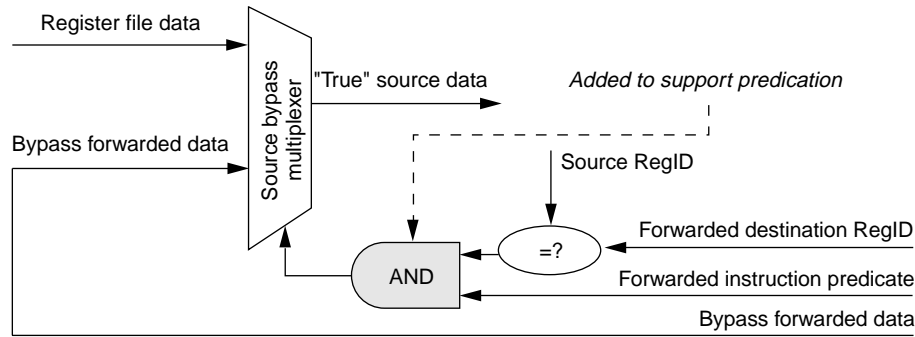 Register file data
"True" source data
Added to support predication
Source bypass
multiplexer
Bypass forwarded data
Source RegID
=?
Forwarded destination RegID
AND
Forwarded instruction predicate
Bypass forwarded data